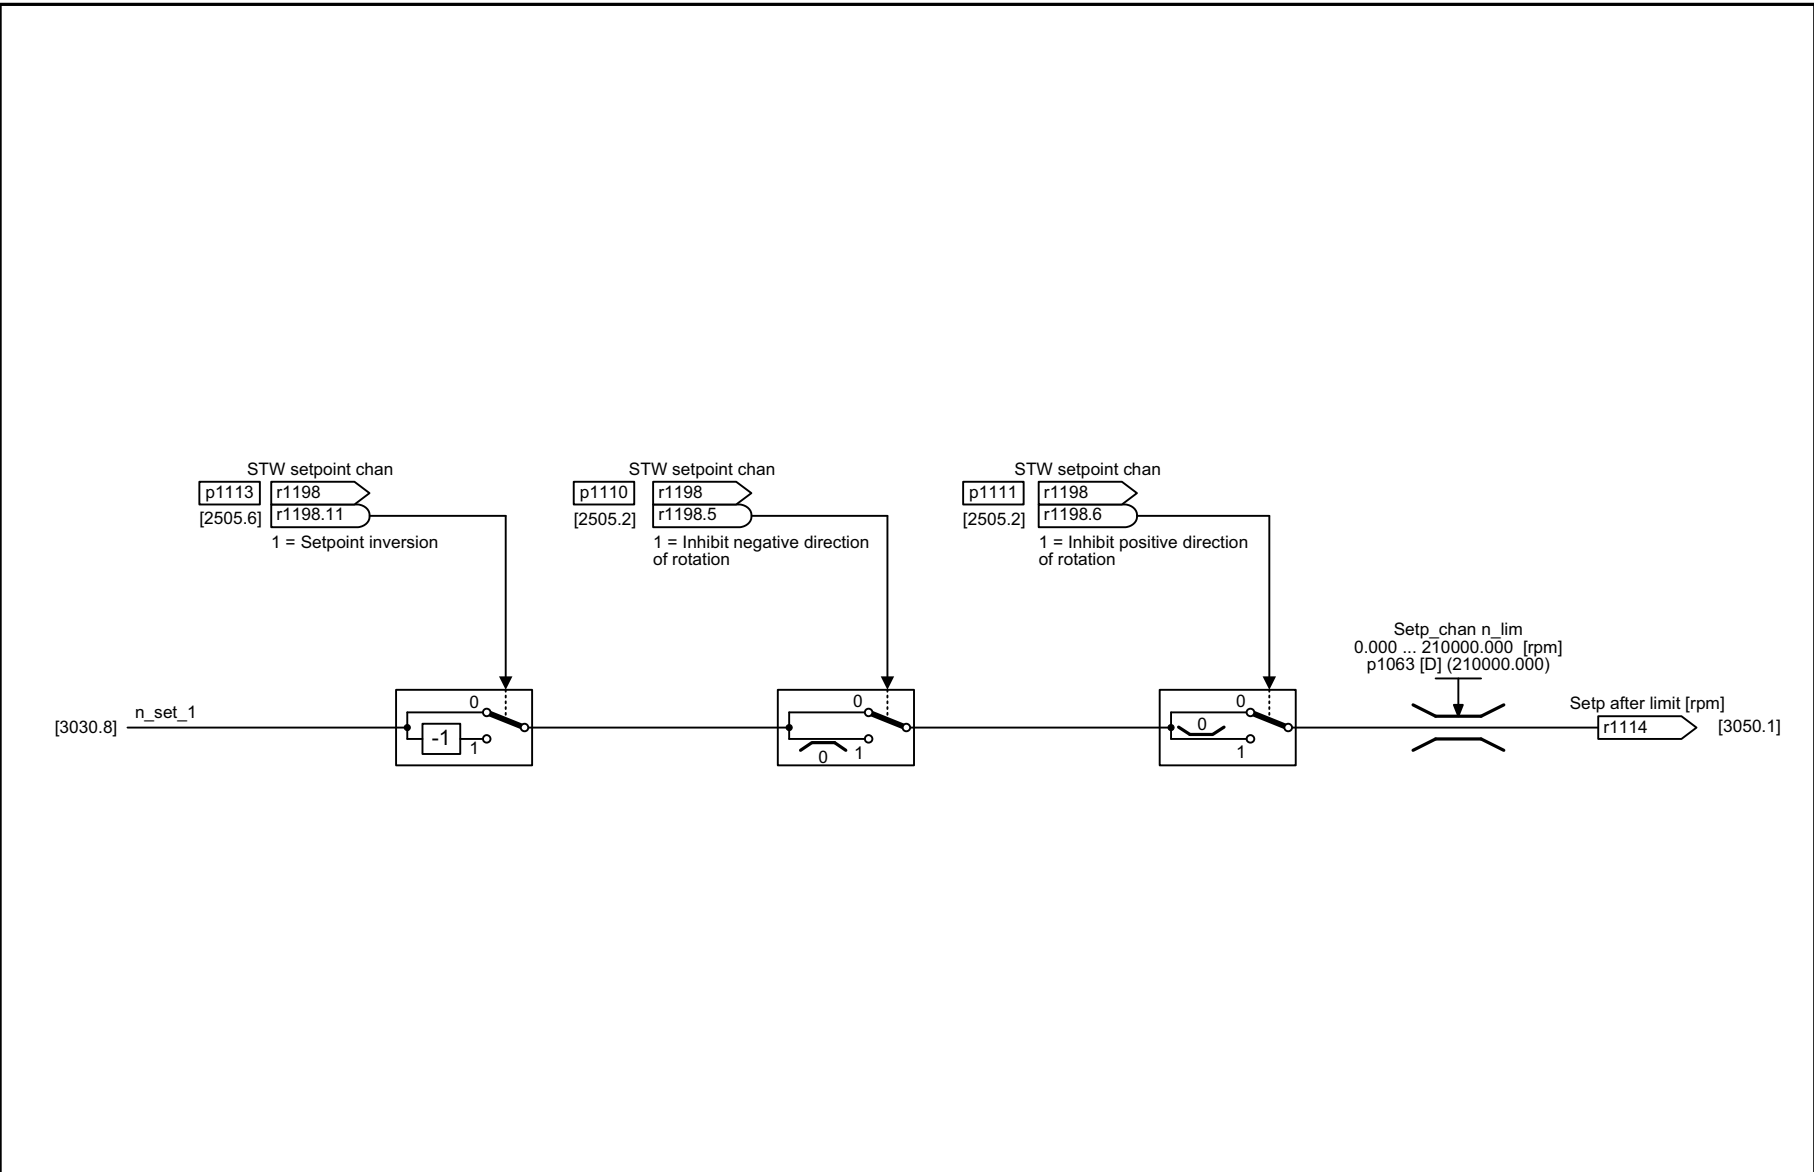 STW setpoint chan
p1113 r1198
[2505.6] r1198.11
1 = Setpoint inversion
STW setpoint chan
p1110 r1198
[2505.2] r1198.5
1 = Inhibit negative direction
of rotation
STW setpoint chan
p1111 r1198
[2505.2] r1198.6
1 = Inhibit positive direction
of rotation
Setp_chan n_lim
0.000 ... 210000.000 [rpm]
p1063 [D] (210000.000)
[3030.8] n_set_1
0
-1
1
0
0
1
0
0
1
Setp after limit [rpm]
r1114 [3050.1]